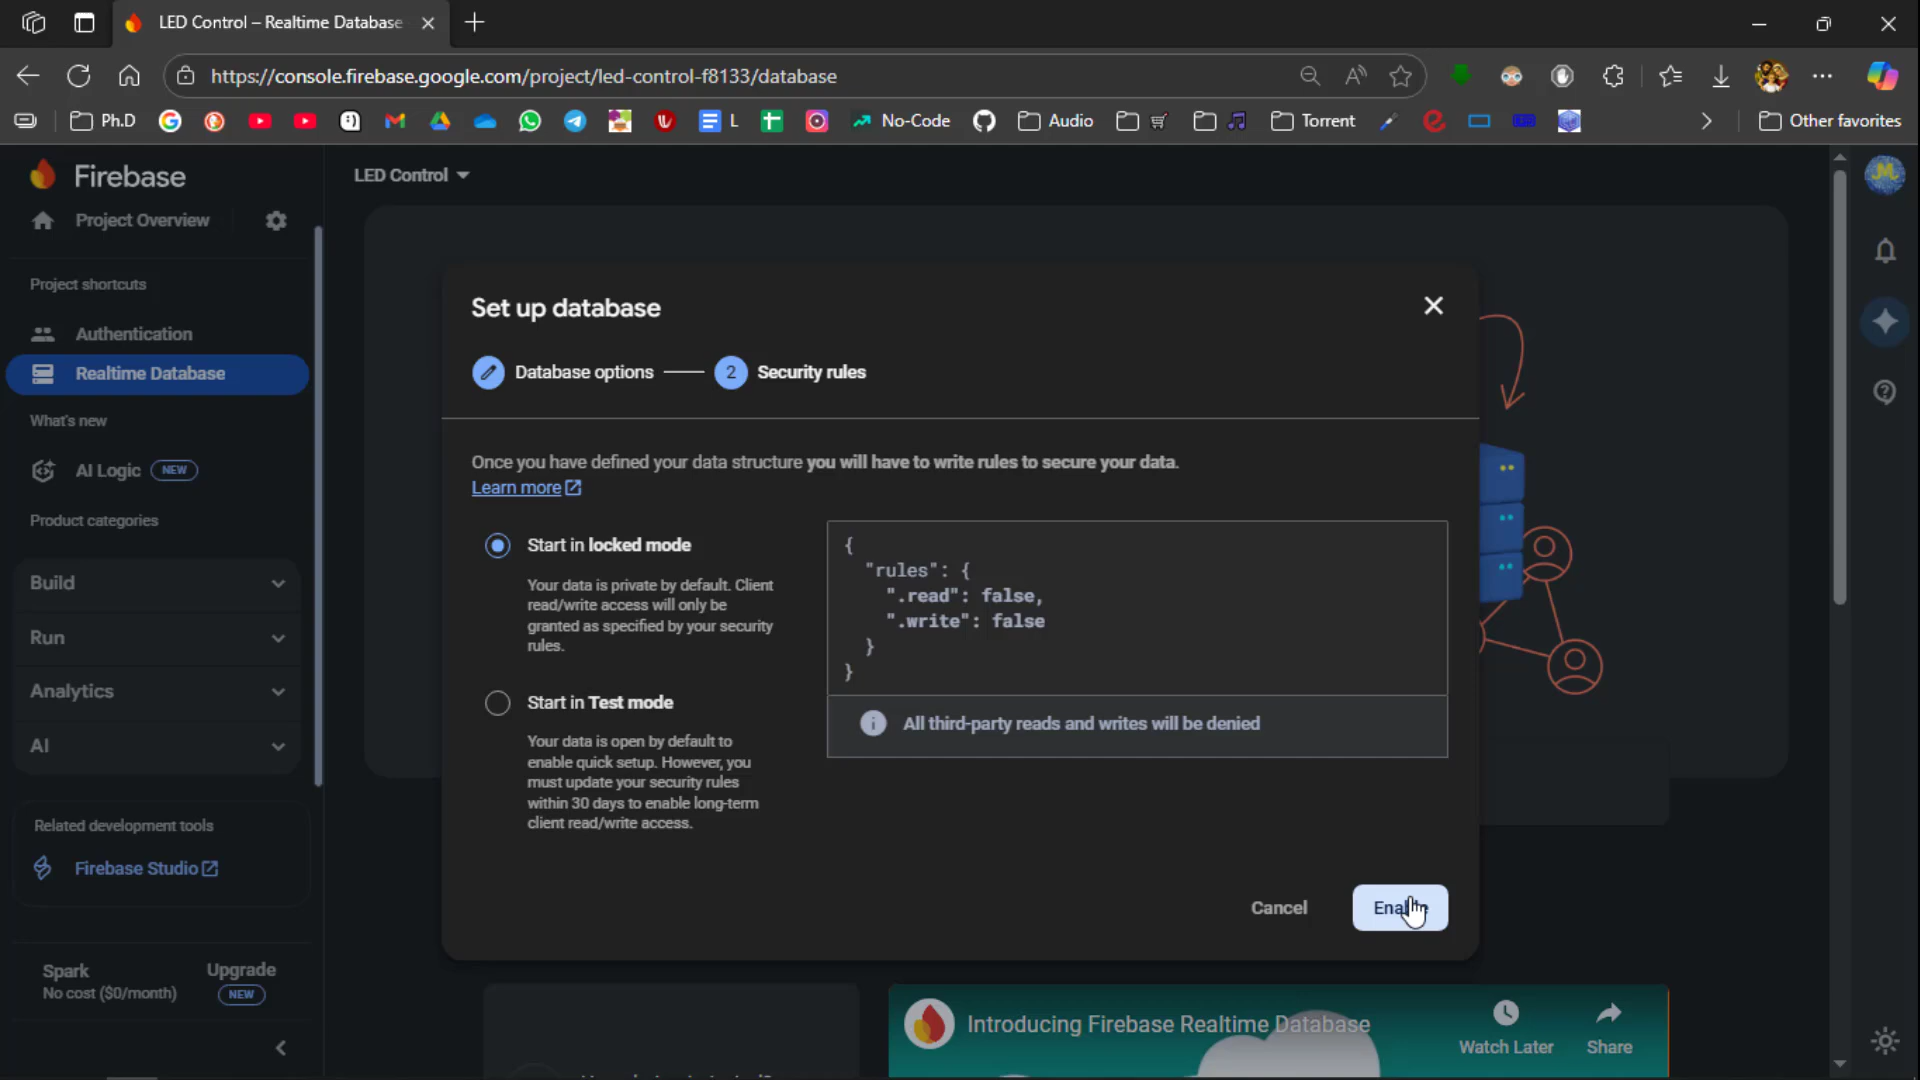 LED Control – Realtime Database
https://console.firebase.google.com/project/led-control-f8133/database
Ph.D
L
No-Code
Audio
Torrent
Other favorites
Firebase
Project Overview
Project shortcuts
Authentication
Realtime Database
What's new
AI Logic NEW
Product categories
Build
Run
Analytics
AI
Related development tools
Firebase Studio
Spark
No cost ($0/month)
Upgrade
NEW
LED Control
Set up database
Database options
2 Security rules
Once you have defined your data structure you will have to write rules to secure your data.
Learn more
Start in locked mode
Your data is private by default. Client
read/write access will only be
granted as specified by your security
rules.
Start in Test mode
Your data is open by default to
enable quick setup. However, you
must update your security rules
within 30 days to enable long-term
client read/write access.
{
"rules": {
".read": false,
".write": false
}
}
All third-party reads and writes will be denied
Cancel
Enable
Introducing Firebase Realtime Database
Watch Later
Share